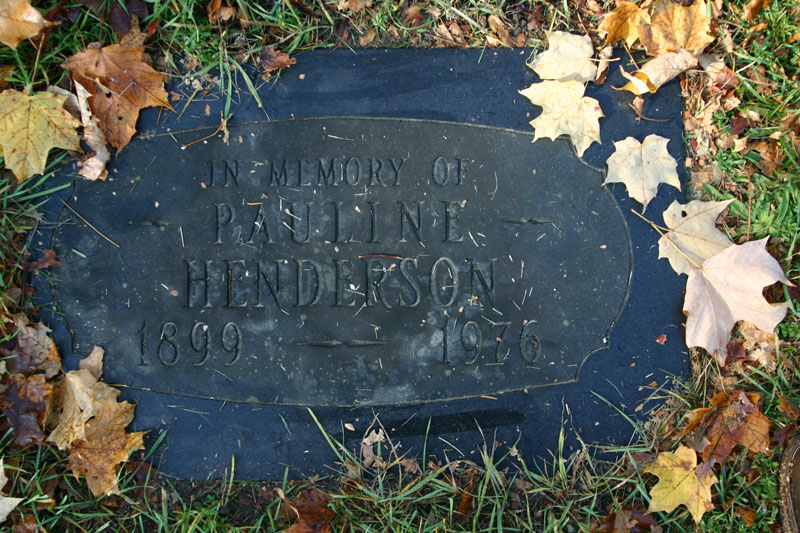 IN MEMORY OF
PAULINE
HENDERSON
1899 — 1976